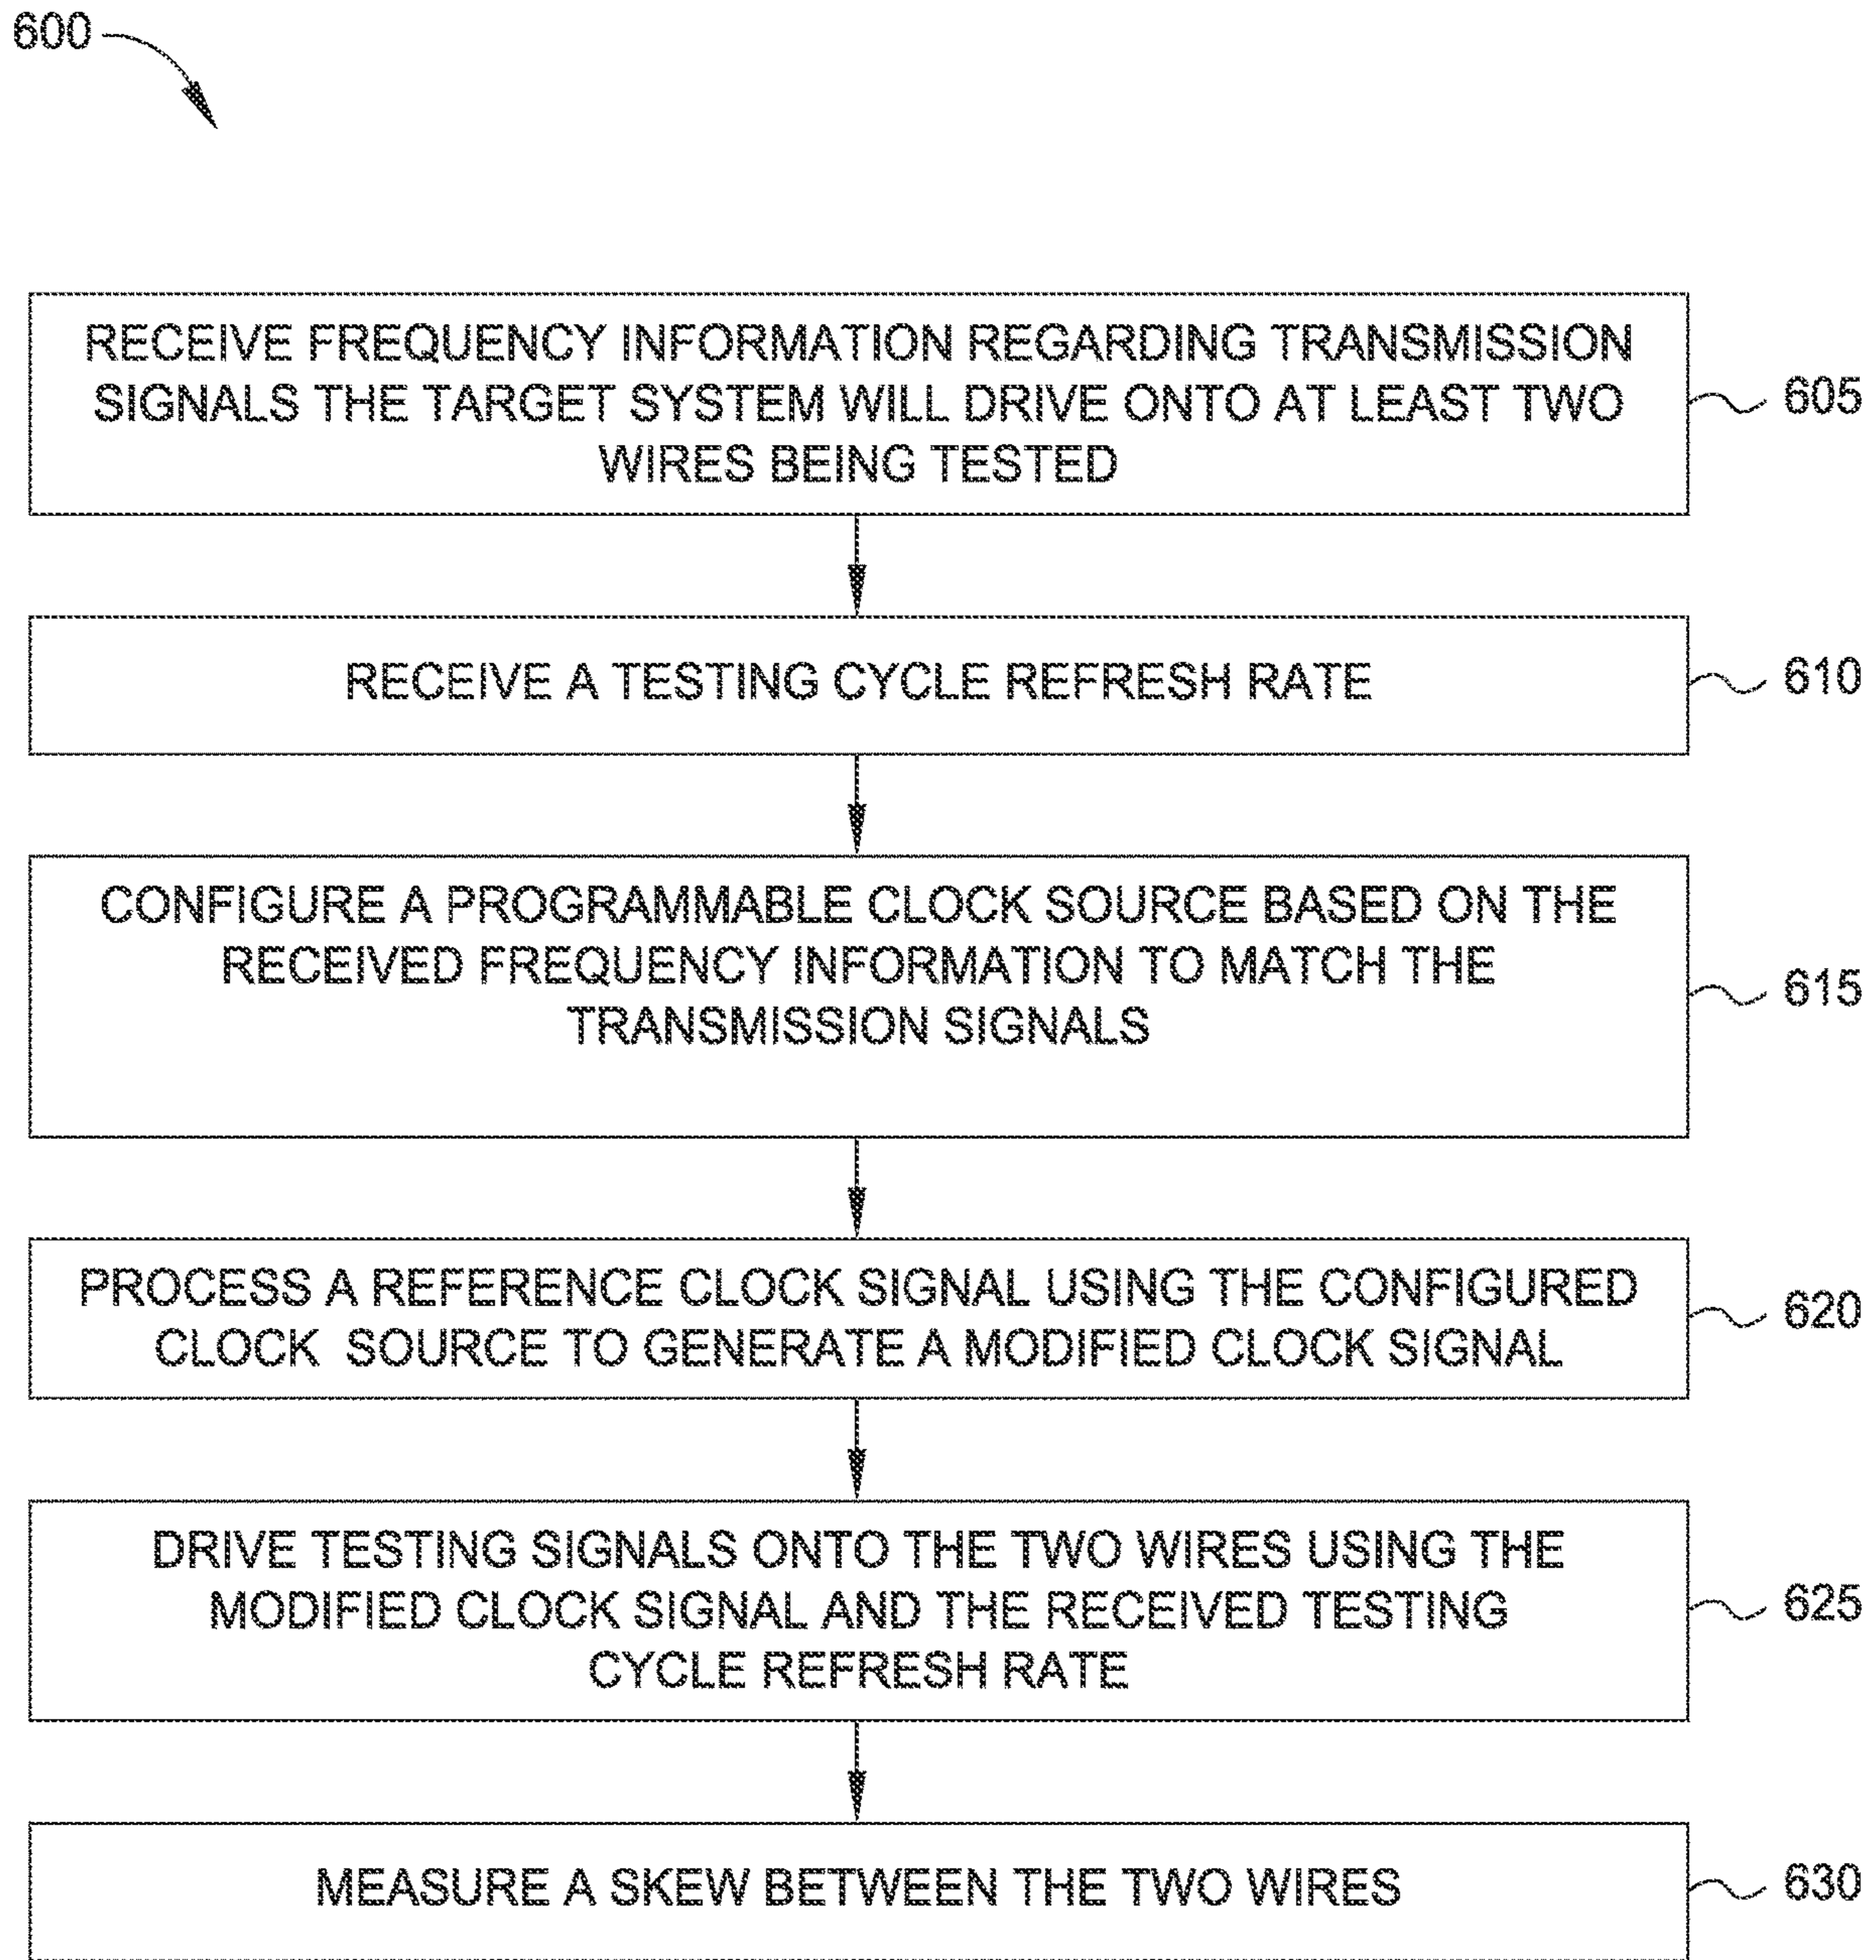 600
RECEIVE FREQUENCY INFORMATION REGARDING TRANSMISSION
SIGNALS THE TARGET SYSTEM WILL DRIVE ONTO AT LEAST TWO
WIRES BEING TESTED
605
RECEIVE A TESTING CYCLE REFRESH RATE
610
CONFIGURE A PROGRAMMABLE CLOCK SOURCE BASED ON THE
RECEIVED FREQUENCY INFORMATION TO MATCH THE
TRANSMISSION SIGNALS
615
PROCESS A REFERENCE CLOCK SIGNAL USING THE CONFIGURED
CLOCK SOURCE TO GENERATE A MODIFIED CLOCK SIGNAL
620
DRIVE TESTING SIGNALS ONTO THE TWO WIRES USING THE
MODIFIED CLOCK SIGNAL AND THE RECEIVED TESTING
CYCLE REFRESH RATE
625
MEASURE A SKEW BETWEEN THE TWO WIRES
630